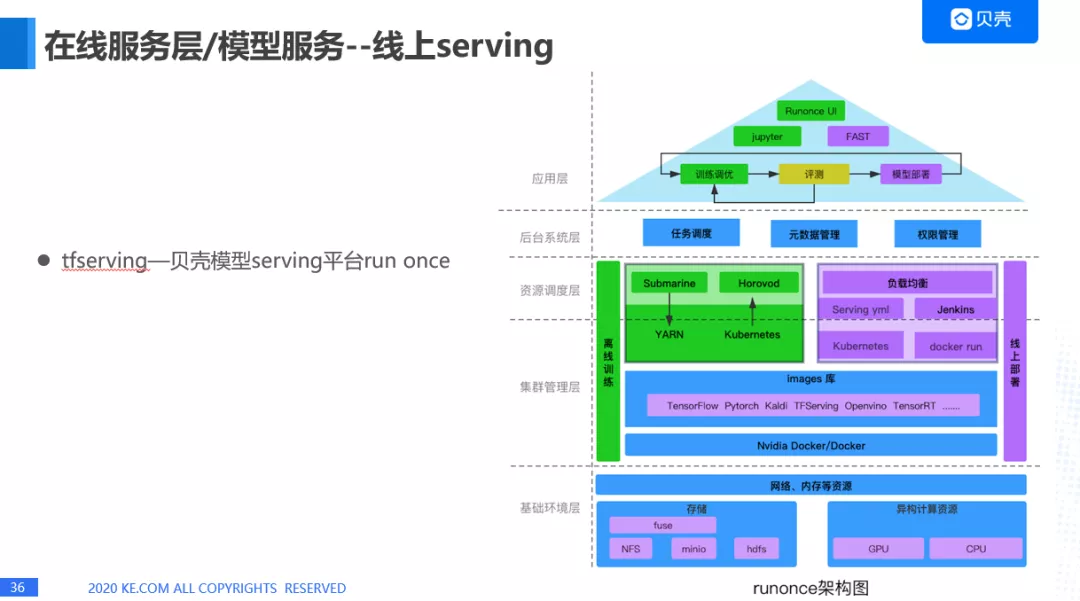 在线服务层/模型服务--线上serving
贝壳
tfserving—贝壳模型serving平台run once
Runonce UI
jupyter FAST
应用层
训练调优 评测 模型部署
后台系统层
任务调度 元数据管理 权限管理
资源调度层
Submarine Horovod
负载均衡
Serving yml Jenkins
YARN Kubernetes
Kubernetes docker run
离线训练
线上部署
集群管理层
images 库
TensorFlow Pytorch Kaldi TFServing Openvino TensorRT .......
Nvidia Docker/Docker
网络、内存等资源
基础环境层
存储
fuse
NFS minio hdfs
异构计算资源
GPU CPU
runonce架构图
36
2020 KE.COM ALL COPYRIGHTS RESERVED